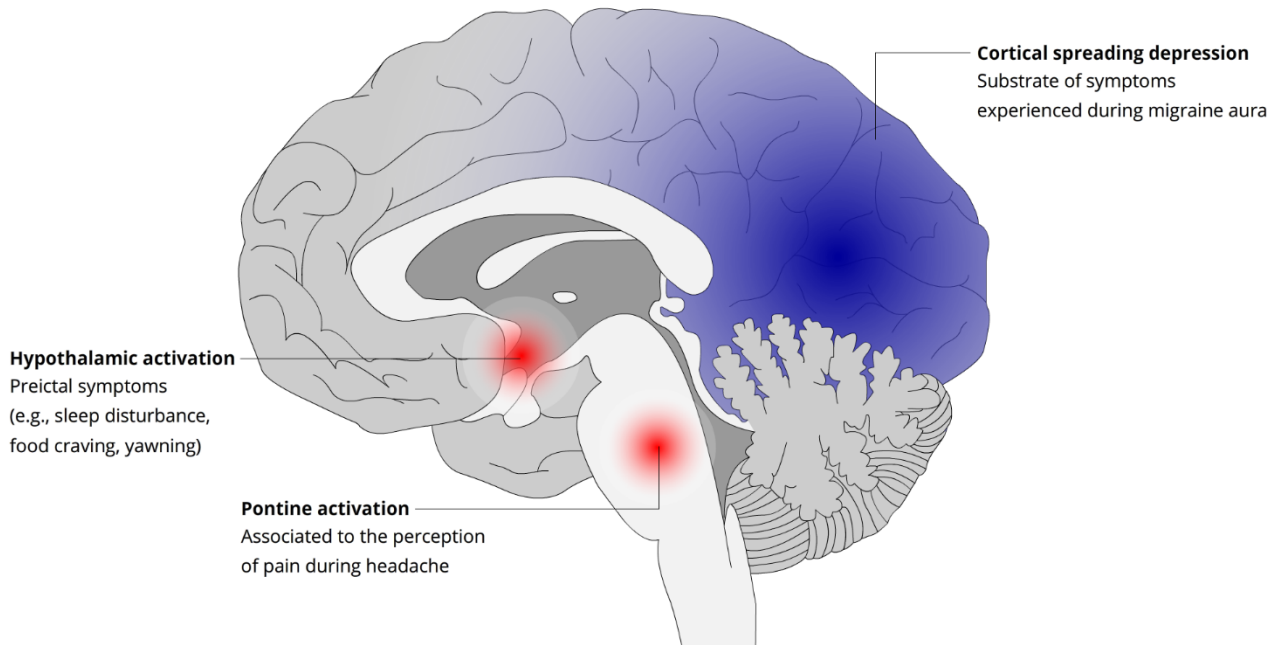 Cortical spreading depression
Substrate of symptoms
experienced during migraine aura
Hypothalamic activation
Preictal symptoms
(e.g., sleep disturbance,
food craving, yawning)
Pontine activation
Associated to the perception
of pain during headache